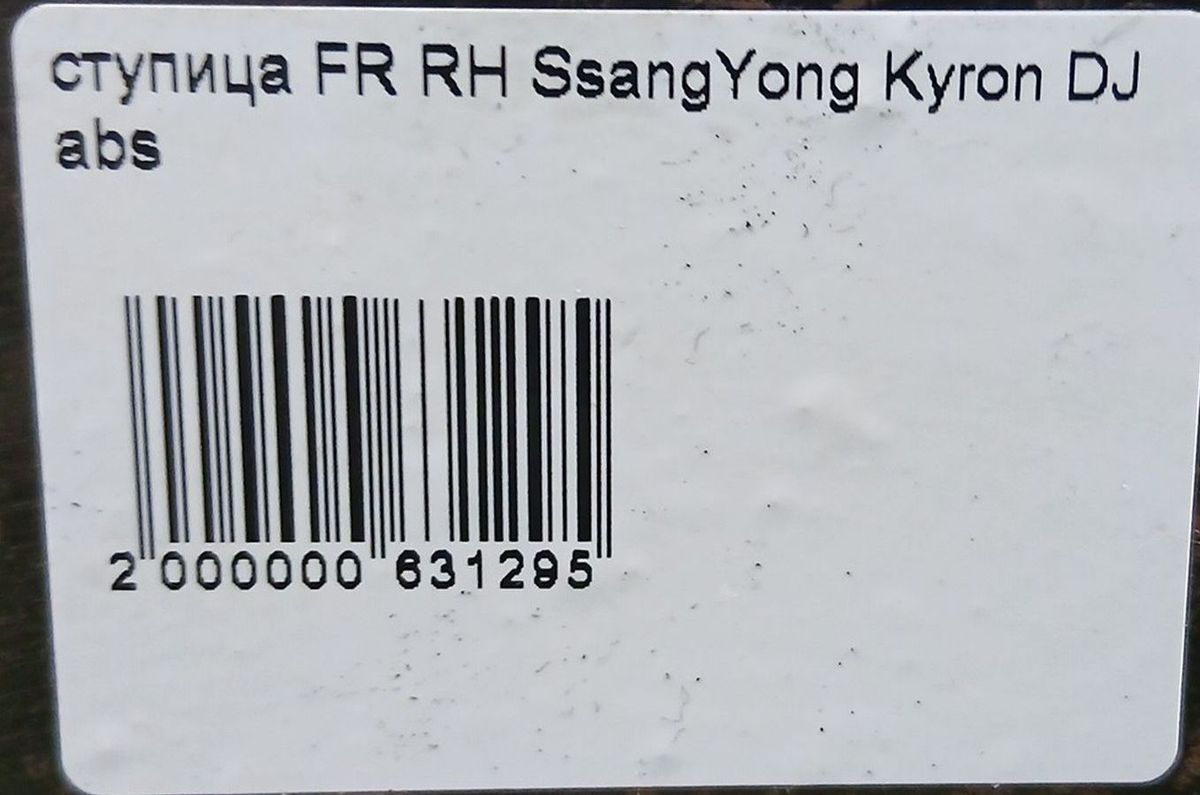 ступица FR RH SsangYong Kyron DJ
abs
2 000000 631295